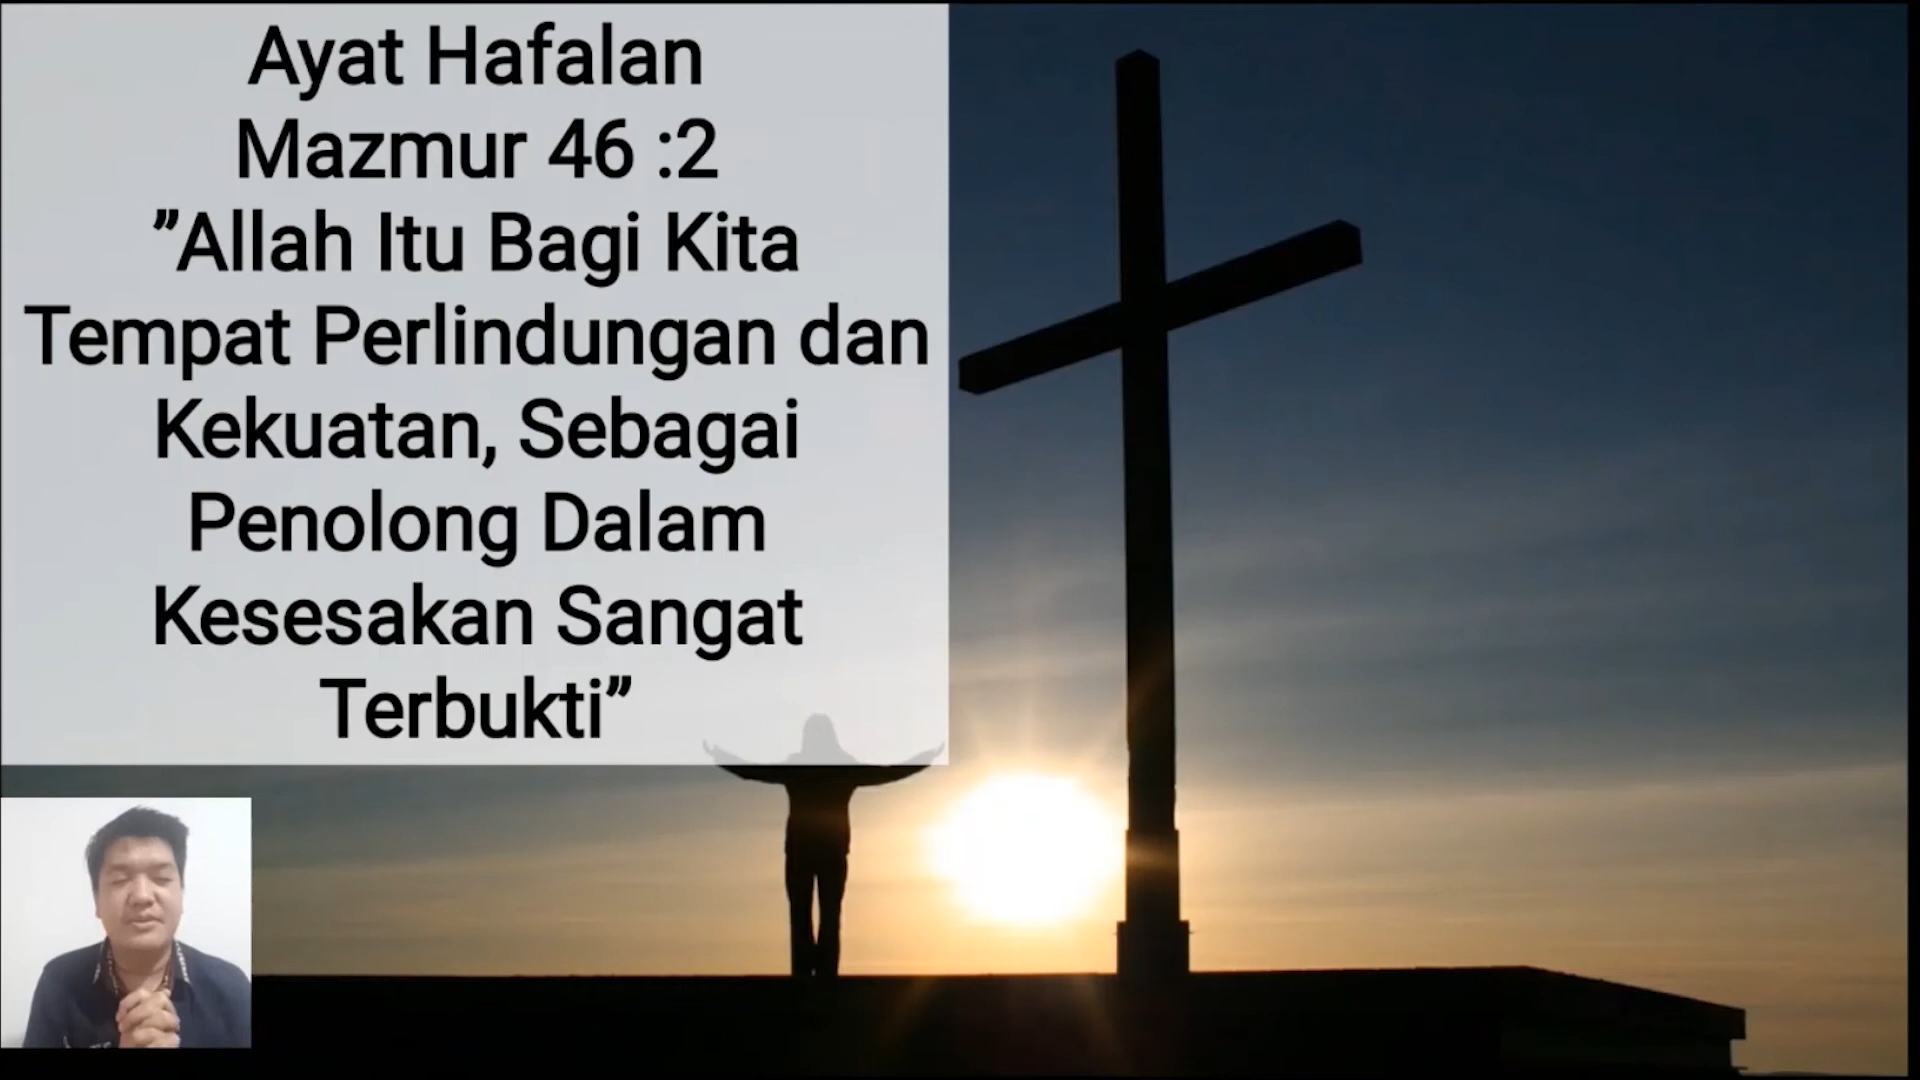 Ayat Hafalan
Mazmur 46 :2
”Allah Itu Bagi Kita
Tempat Perlindungan dan
Kekuatan, Sebagai
Penolong Dalam
Kesesakan Sangat
Terbukti”